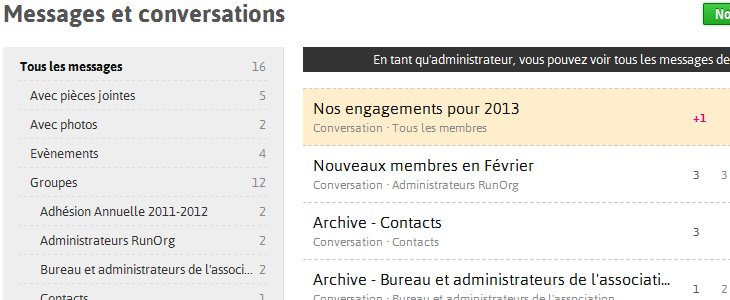 Messages et conversations
No
Tous les messages 16
Avec pièces jointes 5
Avec photos 2
Evènements 4
Groupes 12
Adhésion Annuelle 2011-2012 2
Administrateurs RunOrg 2
Bureau et administrateurs de l'associ... 2
Contacts 1
En tant qu'administrateur, vous pouvez voir tous les messages de
Nos engagements pour 2013
+1
Conversation · Tous les membres
Nouveaux membres en Février
3 3
Conversation · Administrateurs RunOrg
Archive - Contacts
3
Conversation · Contacts
Archive - Bureau et administrateurs de l'associati...
1 2
Conversation · Bureau et administrateurs de l'association